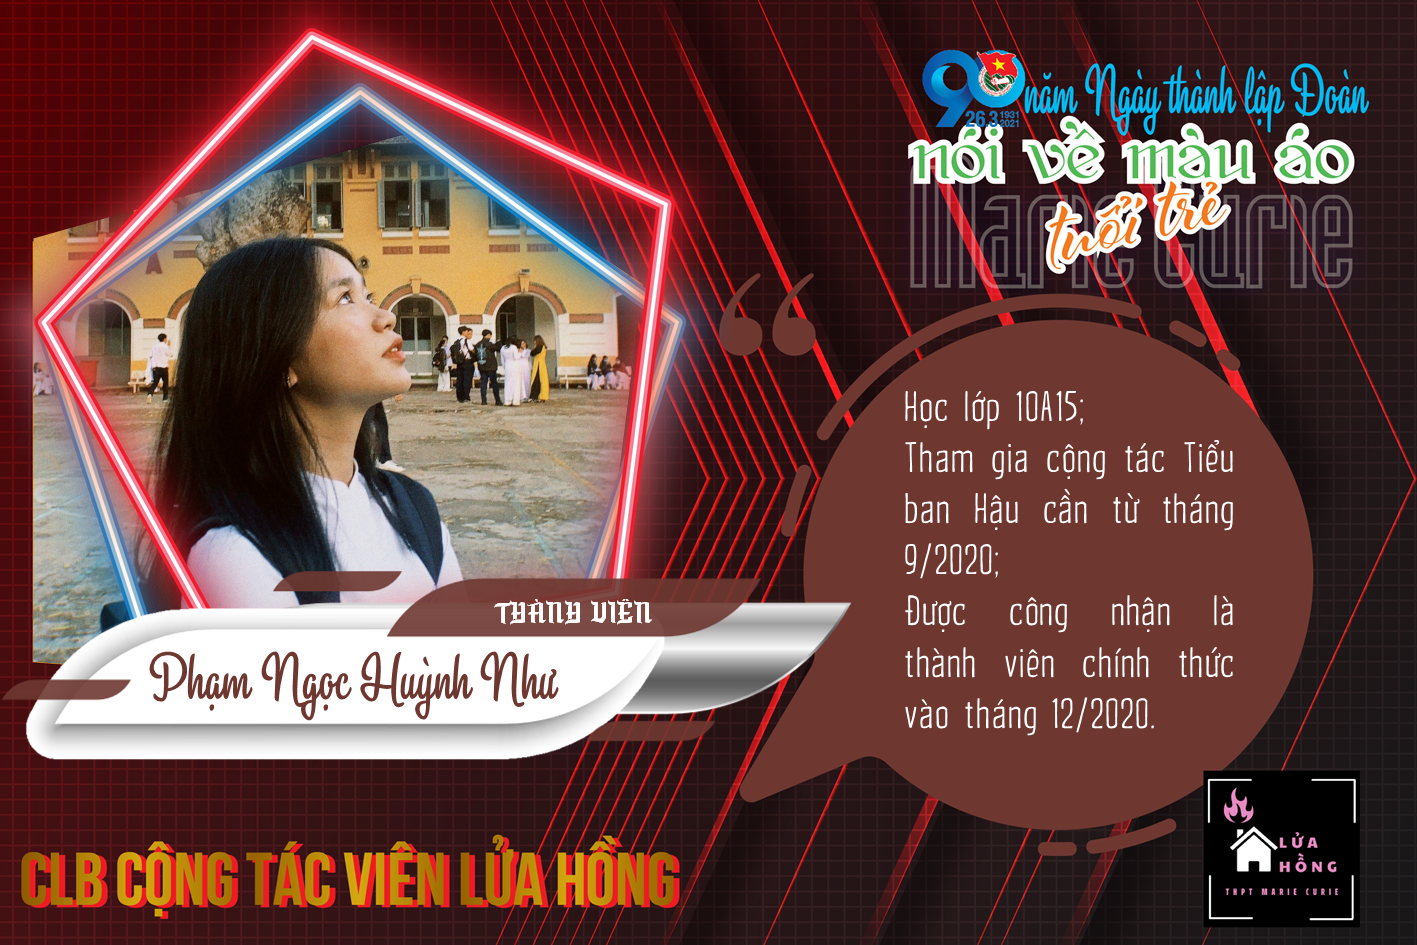 90 năm Ngày thành lập Đoàn
26.3 1931 2021
nói về màu áo
tuổi trẻ
Marie Curie
Học lớp 10A15;
Tham gia cộng tác Tiểu
ban Hậu cần từ tháng
9/2020;
Được công nhận là
thành viên chính thức
vào tháng 12/2020.
THÀNH VIÊN
Phạm Ngọc Huỳnh Như
CLB CỘNG TÁC VIÊN LỬA HỒNG
LỬA
HỒNG
THPT MARIE CURIE